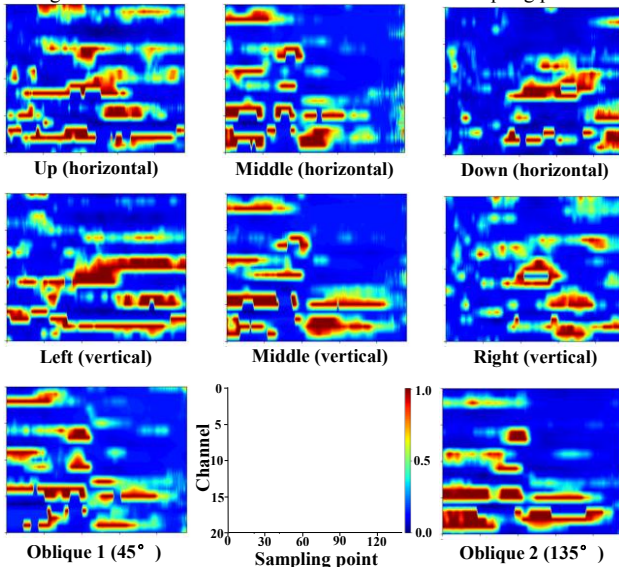 Up (horizontal)
Middle (horizontal)
Down (horizontal)
Left (vertical)
Middle (vertical)
Right (vertical)
Oblique 1 (45° )
0
5
10
15
20
Channel
0 30 60 90 120
Sampling point
1.0
0.5
0.0
Oblique 2 (135° )